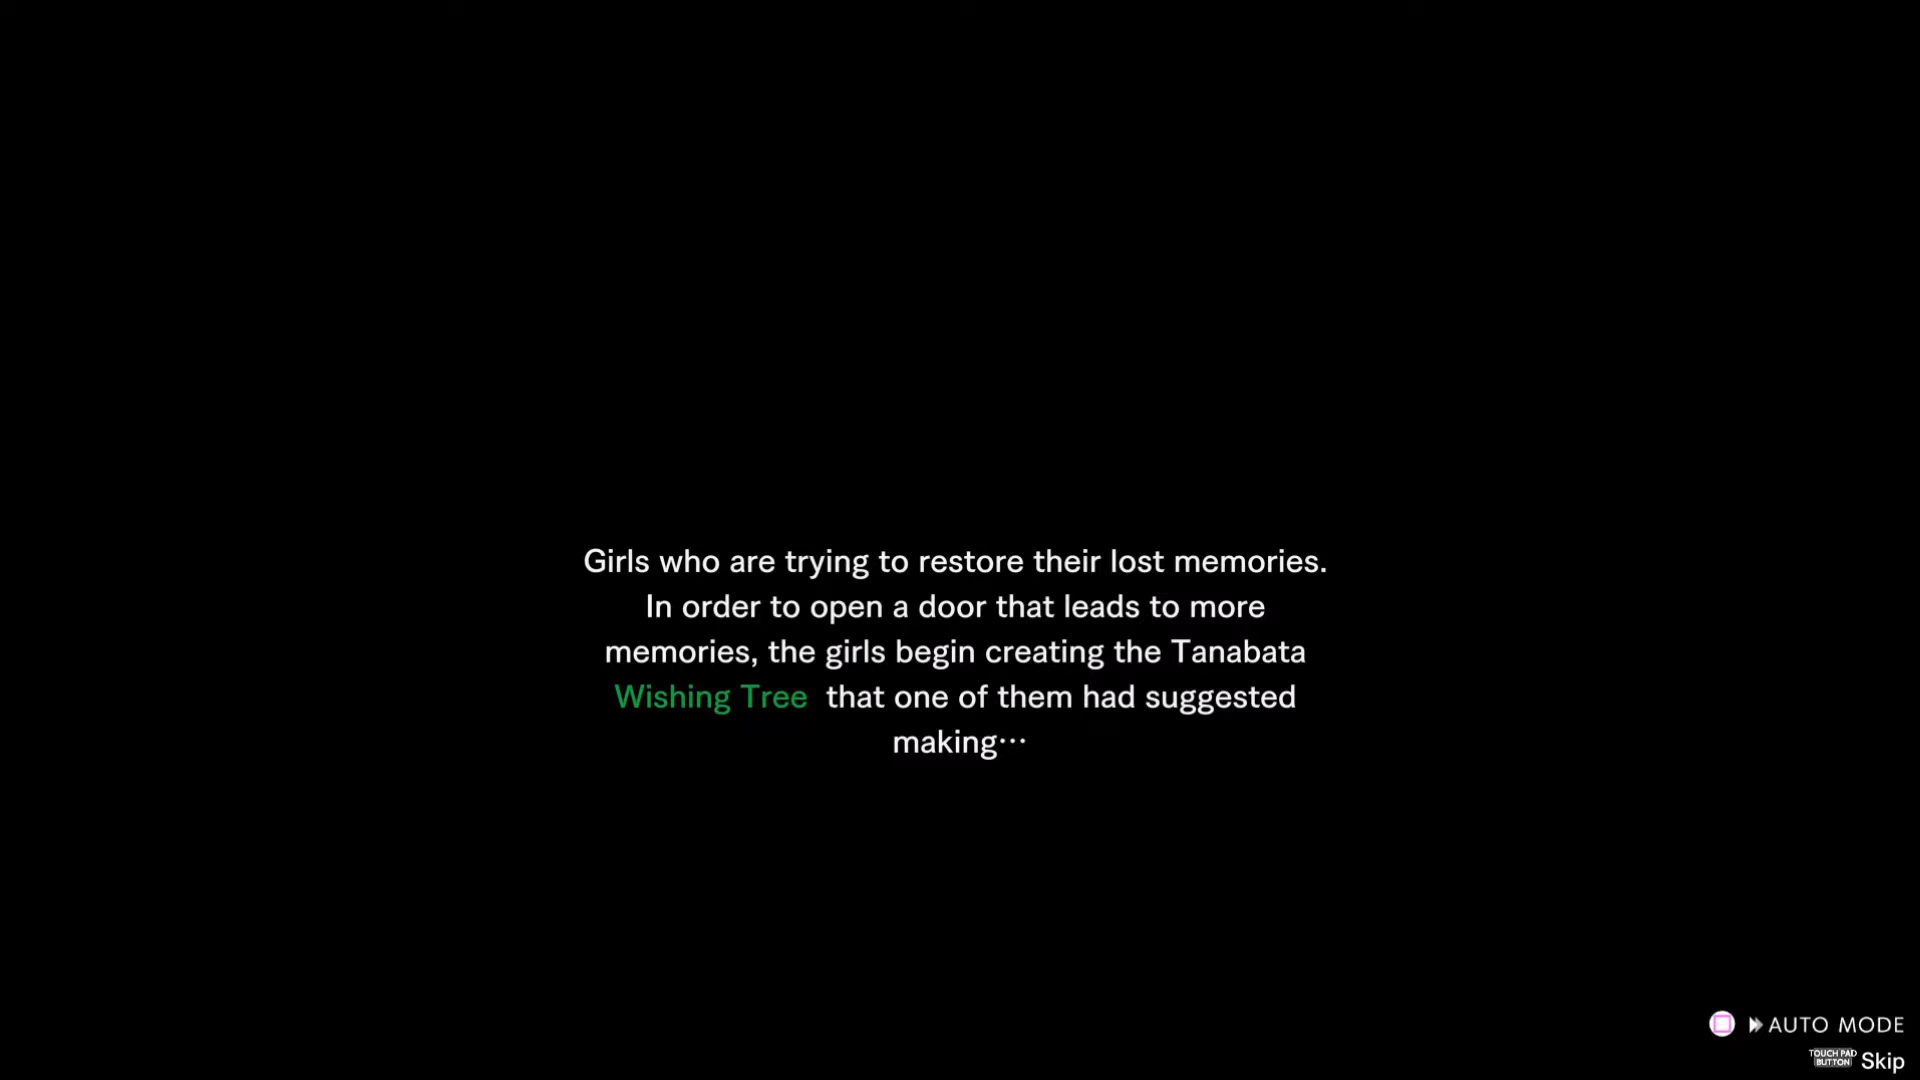 Girls who are trying to restore their lost memories.
In order to open a door that leads to more
memories, the girls begin creating the Tanabata
Wishing Tree that one of them had suggested
making…
AUTO MODE
TOUCH PAD
BUTTON Skip